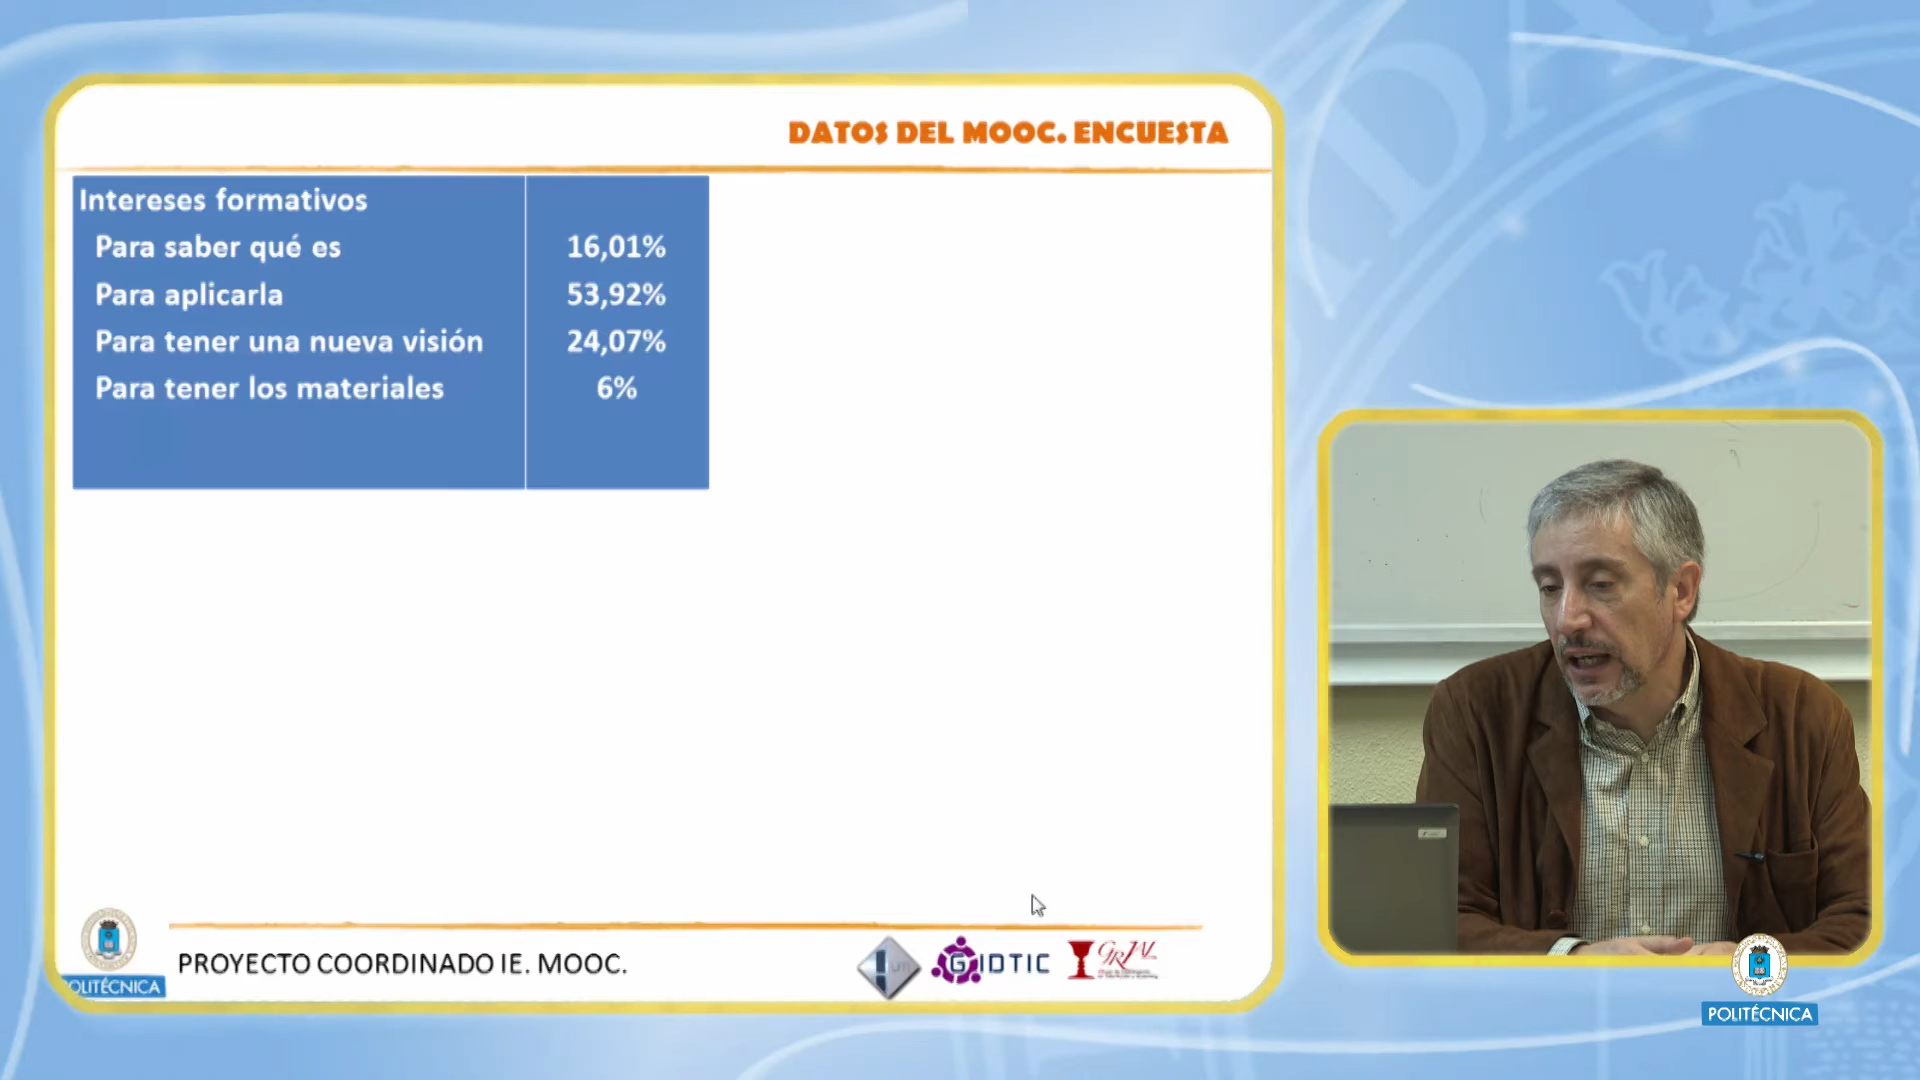 DATOS DEL MOOC. ENCUESTA
Intereses formativos
Para saber qué es 16,01%
Para aplicarla 53,92%
Para tener una nueva visión 24,07%
Para tener los materiales 6%
PROYECTO COORDINADO IE. MOOC.
OLITÉCNICA
GIDTIC
GRIAL
POLITÉCNICA